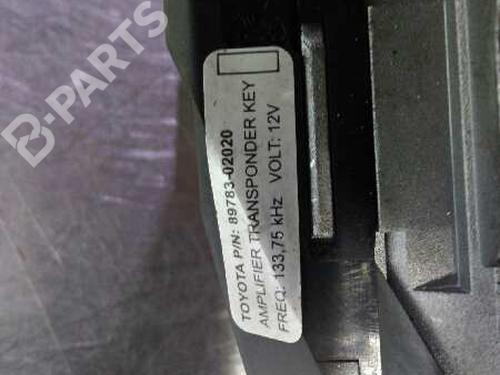 B-PARTS
TOYOTA P/N: 89783-02020
AMPLIFIER TRANSPONDER KEY
FREQ: 133,75 kHz VOLT: 12V